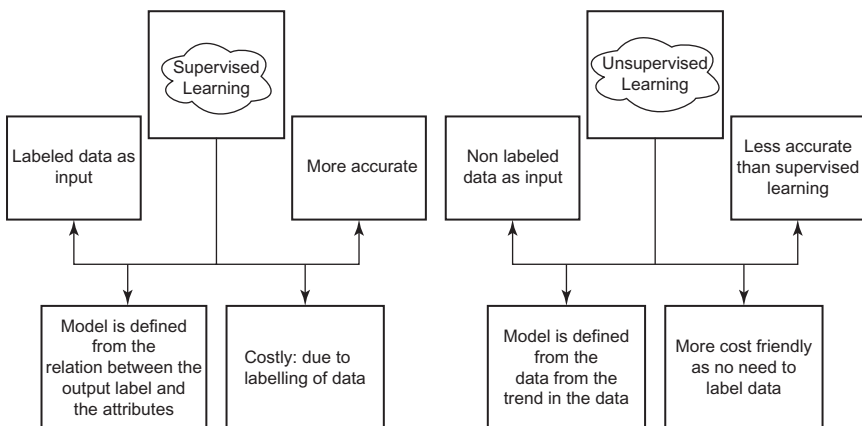 Supervised
Learning
Labeled data as
input
More accurate
Model is defined
from the
relation between the
output label and
the attributes
Costly: due to
labelling of data
Unsupervised
Learning
Non labeled
data as input
Less accurate
than supervised
learning
Model is defined
from the
data from the
trend in the data
More cost friendly
as no need to
label data